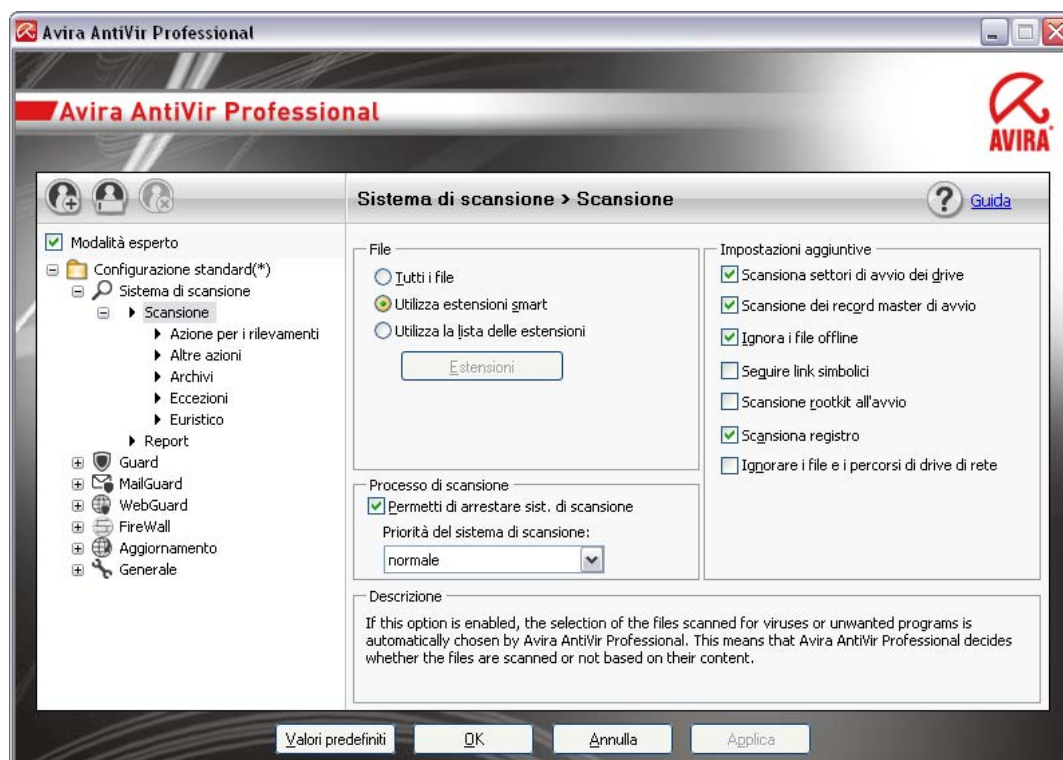 Avira AntiVir Professional
Avira AntiVir Professional
AVIRA
Sistema di scansione > Scansione
Guida
Modalità esperto
Configurazione standard(*)
Sistema di scansione
Scansione
Azione per i rilevamenti
Altre azioni
Archivi
Eccezioni
Euristico
Report
Guard
MailGuard
WebGuard
FireWall
Aggiornamento
Generale
File
Tutti i file
Utilizza estensioni smart
Utilizza la lista delle estensioni
Estensioni
Processo di scansione
Permetti di arrestare sist. di scansione
Priorità del sistema di scansione:
normale
Impostazioni aggiuntive
Scansiona settori di avvio dei drive
Scansione dei record master di avvio
Ignora i file offline
Seguire link simbolici
Scansione rootkit all'avvio
Scansiona registro
Ignorare i file e i percorsi di drive di rete
Descrizione
If this option is enabled, the selection of the files scanned for viruses or unwanted programs is
automatically chosen by Avira AntiVir Professional. This means that Avira AntiVir Professional decides
whether the files are scanned or not based on their content.
Valori predefiniti
OK
Annulla
Applica